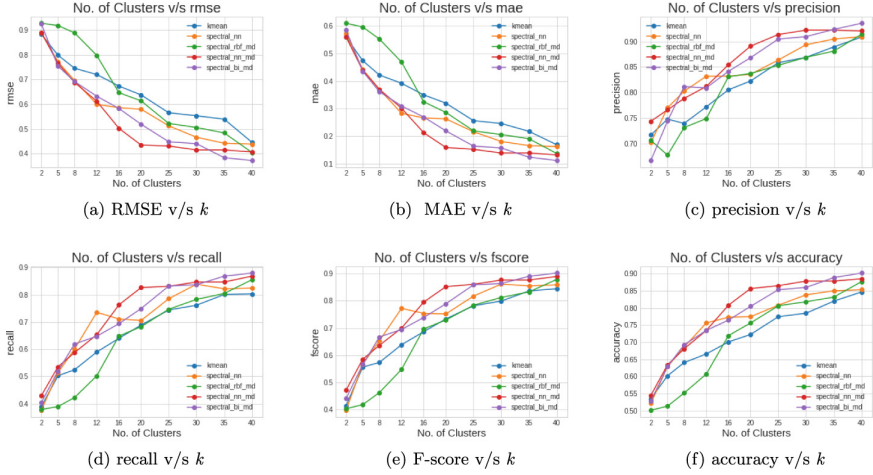 No. of Clusters v/s rmse
0.9
0.8
0.7
0.6
0.5
0.4
rmse
kmean
spectral_nn
spectral_rbf_md
spectral_nn_md
spectral_bi_md
2 5 8 12 16 20 25 30 35 40
No. of Clusters
(a) RMSE v/s k
No. of Clusters v/s mae
0.6
0.5
0.4
0.3
0.2
0.1
mae
kmean
spectral_nn
spectral_rbf_md
spectral_nn_md
spectral_bi_md
2 5 8 12 16 20 25 30 35 40
No. of Clusters
(b) MAE v/s k
No. of Clusters v/s precision
0.90
0.85
0.80
0.75
0.70
precision
kmean
spectral_nn
spectral_rbf_md
spectral_nn_md
spectral_bi_md
2 5 8 12 16 20 25 30 35 40
No. of Clusters
(c) precision v/s k
No. of Clusters v/s recall
0.9
0.8
0.7
0.6
0.5
0.4
recall
kmean
spectral_nn
spectral_rbf_md
spectral_nn_md
spectral_bi_md
2 5 8 12 16 20 25 30 35 40
No. of Clusters
(d) recall v/s k
No. of Clusters v/s fscore
0.9
0.8
0.7
0.6
0.5
0.4
fscore
kmean
spectral_nn
spectral_rbf_md
spectral_nn_md
spectral_bi_md
2 5 8 12 16 20 25 30 35 40
No. of Clusters
(e) F-score v/s k
No. of Clusters v/s accuracy
0.90
0.85
0.80
0.75
0.70
0.65
0.60
0.55
0.50
accuracy
kmean
spectral_nn
spectral_rbf_md
spectral_nn_md
spectral_bi_md
2 5 8 12 16 20 25 30 35 40
No. of Clusters
(f) accuracy v/s k